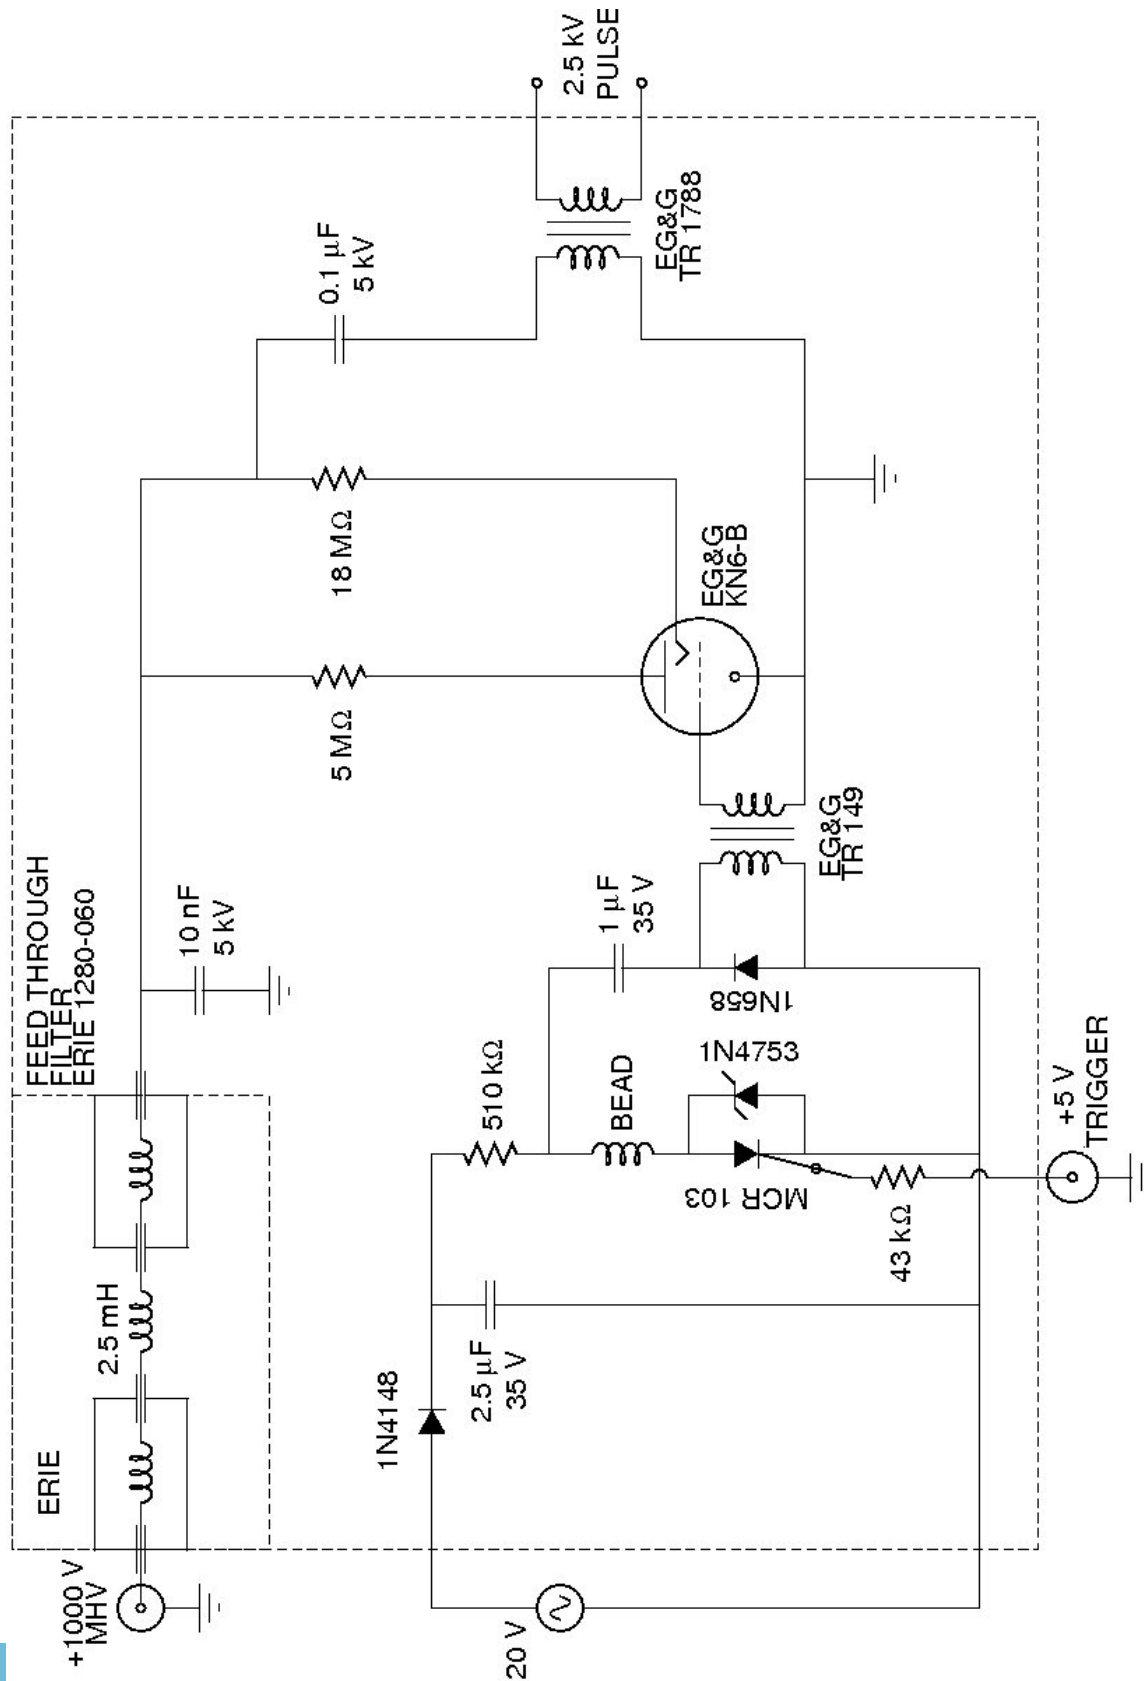 +1000 V
MHV
ERIE
2.5 mH
FEED THROUGH
FILTER
ERIE 1280-060
10 nF
5 kV
5 MΩ
18 MΩ
0.1 μF
5 kV
2.5 kV
PULSE
EG&G
TR 1788
EG&G
KN6-B
EG&G
TR 149
20 V
1N4148
2.5 μF
35 V
510 kΩ
BEAD
1 μF
35 V
1N658
1N4753
MCR 103
43 kΩ
+5 V
TRIGGER